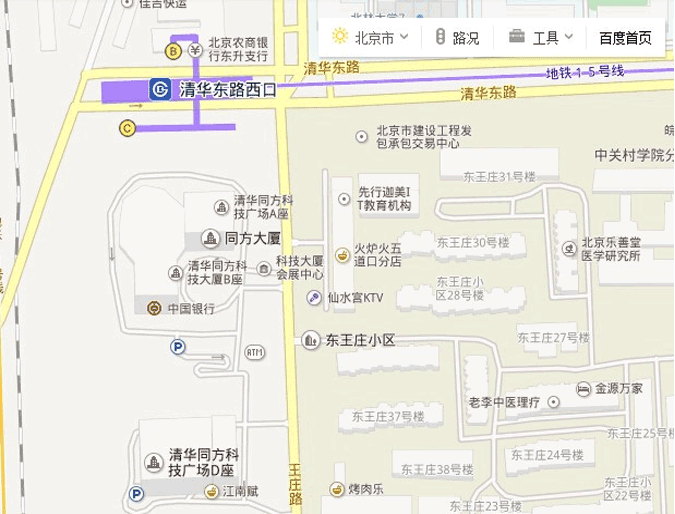 佳吉快运
北京市
路况
工具
百度首页
B
¥
北京农商银
行东升支行
清华东路
地铁15号线
清华东路西口
清华东路
C
北京市建设工程发
包承包交易中心
中关村学院分
东王庄31号楼
先行迦美I
T教育机构
清华同方科
技广场A座
同方大厦
东王庄30号楼
北京乐善堂
医学研究所
火炉火五
道口分店
科技大厦
会展中心
清华同方科
技大厦B座
东王庄小
区28号楼
仙水宫KTV
中国银行
东王庄27号楼
东王庄小区
P
ATM
金源万家
老李中医理疗
东王庄37号楼
东王庄25号
清华同方科
技广场D座
东王庄24号楼
东王庄38号楼
王庄路
东王庄小
区22号楼
P
江南赋
烤肉乐
东王庄23号楼